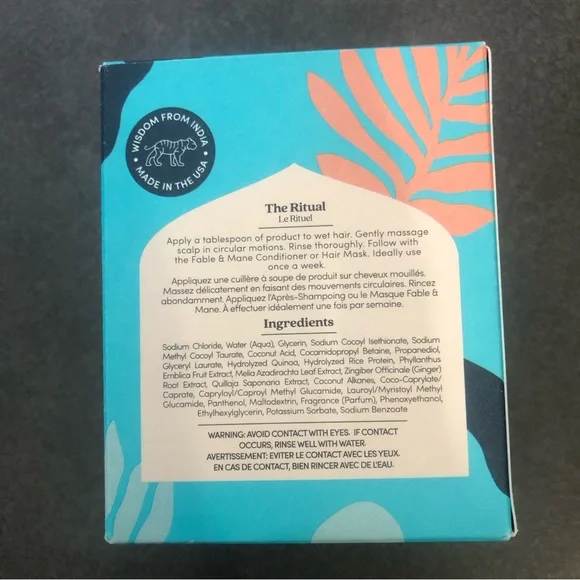 WISDOM FROM INDIA
MADE IN THE USA
The Ritual
Le Rituel
Apply a tablespoon of product to wet hair. Gently massage
scalp in circular motions. Rinse thoroughly. Follow with
the Fable & Mane Conditioner or Hair Mask. Ideally use
once a week.
Appliquez une cuillère à soupe de produit sur cheveux mouillés.
Massez délicatement en faisant des mouvements circulaires. Rincez
abondamment. Appliquez l'Après-Shampoing ou le Masque Fable &
Mane. À effectuer idéalement une fois par semaine.
Ingredients
Sodium Chloride, Water (Aqua), Glycerin, Sodium Cocoyl Isethionate, Sodium
Methyl Cocoyl Taurate, Coconut Acid, Cocamidopropyl Betaine, Propanediol,
Glyceryl Laurate, Hydrolyzed Quinoa, Hydrolyzed Rice Protein, Phyllanthus
Emblica Fruit Extract, Melia Azadirachta Leaf Extract, Zingiber Officinale (Ginger)
Root Extract, Quillaja Saponaria Extract, Coconut Alkanes, Coco-Caprylate/
Caprate, Capryloyl/Caproyl Methyl Glucamide, Lauroyl/Myristoyl Methyl
Glucamide, Panthenol, Maltodextrin, Fragrance (Parfum), Phenoxyethanol,
Ethylhexylglycerin, Potassium Sorbate, Sodium Benzoate
WARNING: AVOID CONTACT WITH EYES. IF CONTACT
OCCURS, RINSE WELL WITH WATER.
AVERTISSEMENT: EVITER LE CONTACT AVEC LES YEUX.
EN CAS DE CONTACT, BIEN RINCER AVEC DE L'EAU.